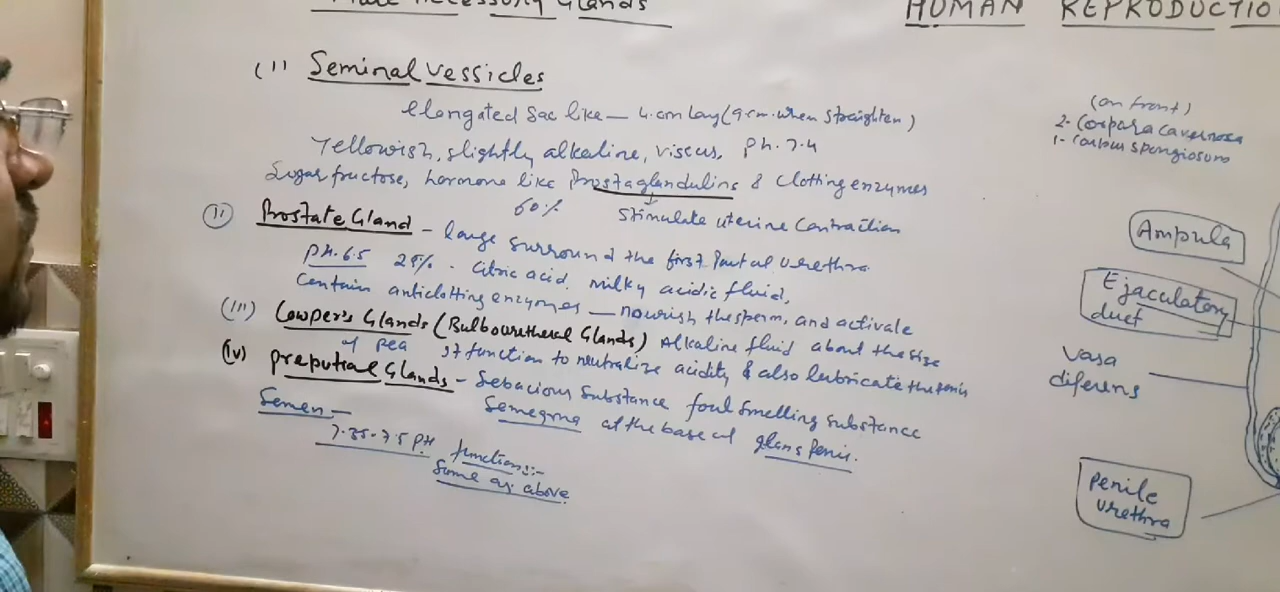 Male Accessory Glands
HUMAN REPRODUCTIO
(1) Seminal vessicles
elongated Sac like — 4.cm long (9.cm.when straighten)
Yellowish, slightly alkaline, viscus, pH. 7.4
Sugar fructose, hormone like Prostaglandulins & Clotting enzymes
60% stimulate uterine Contraction
(ii) Prostate Gland - large surround the first Part of Urethra
PH.6.5 25% . Citric acid milky acidic fluid,
Contain anticlotting enzymes — nourish the sperm, and activate
(iii) Cowper's Glands (Bulbourethral Glands) Alkaline fluid about the size
of pea It function to neutralize acidity & also lubricate the penis
(iv) preputial Glands - Sebacious Substance foul Smelling substance
Semegma at the base of glans Penis.
Semen -
7.35-7.5 PH functions:-
Same as above
(on front)
2- Corpara cavernosa
1- Corpus spongiosum
Ampula
Ejaculatory
duct
Vasa
diferens
Penile
urethra